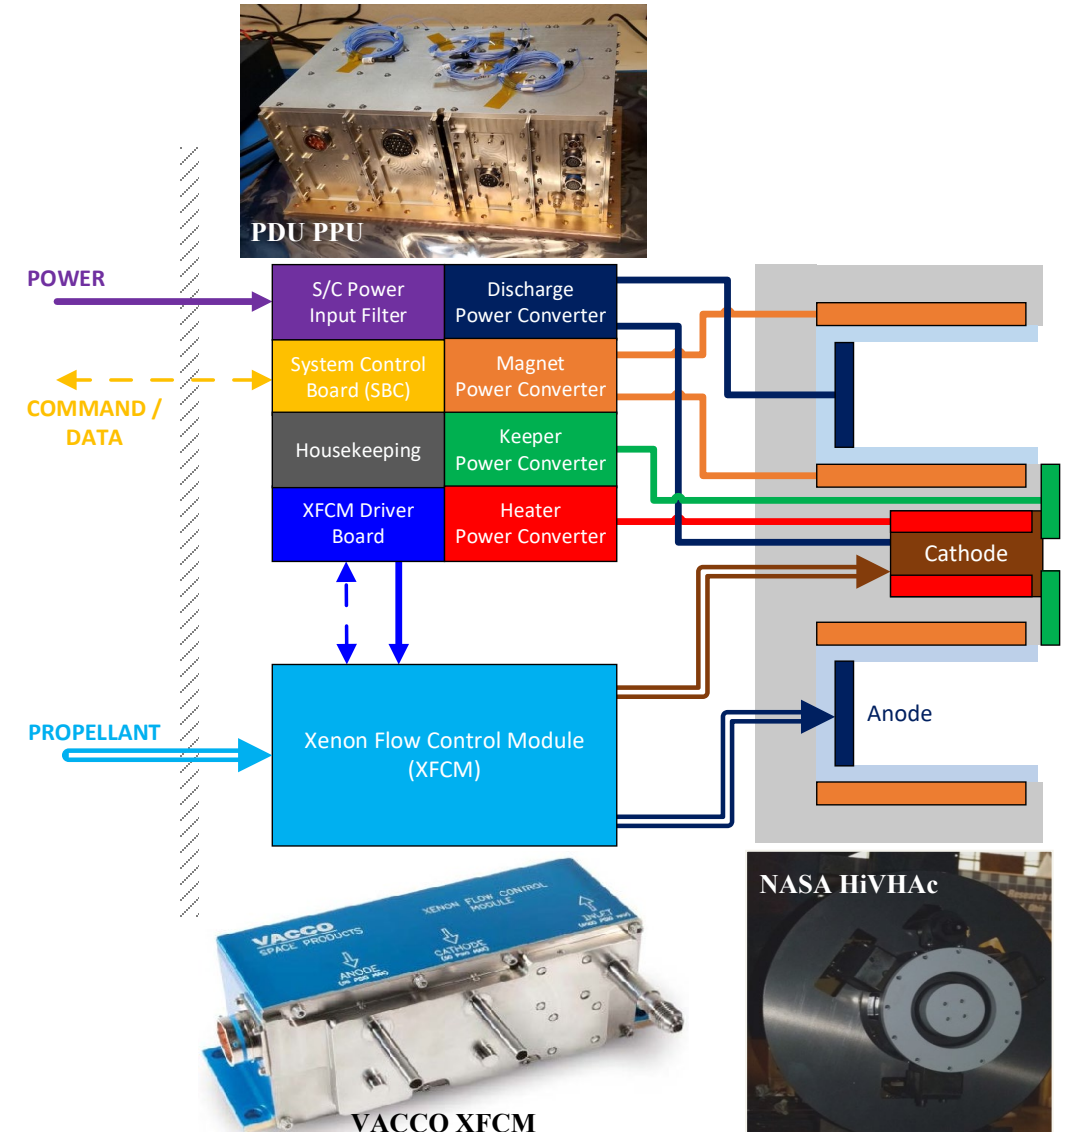 PDU PPU
POWER
S/C Power
Input Filter
Discharge
Power Converter
System Control
Board (SBC)
Magnet
Power Converter
COMMAND /
DATA
Housekeeping
Keeper
Power Converter
XFCM Driver
Board
Heater
Power Converter
Cathode
PROPELLANT
Xenon Flow Control Module
(XFCM)
Anode
NASA HiVHAc
VACCO
SPACE PRODUCTS
XENON FLOW CONTROL
MODULE
INLET
CATHODE
ANODE
VACCO XFCM